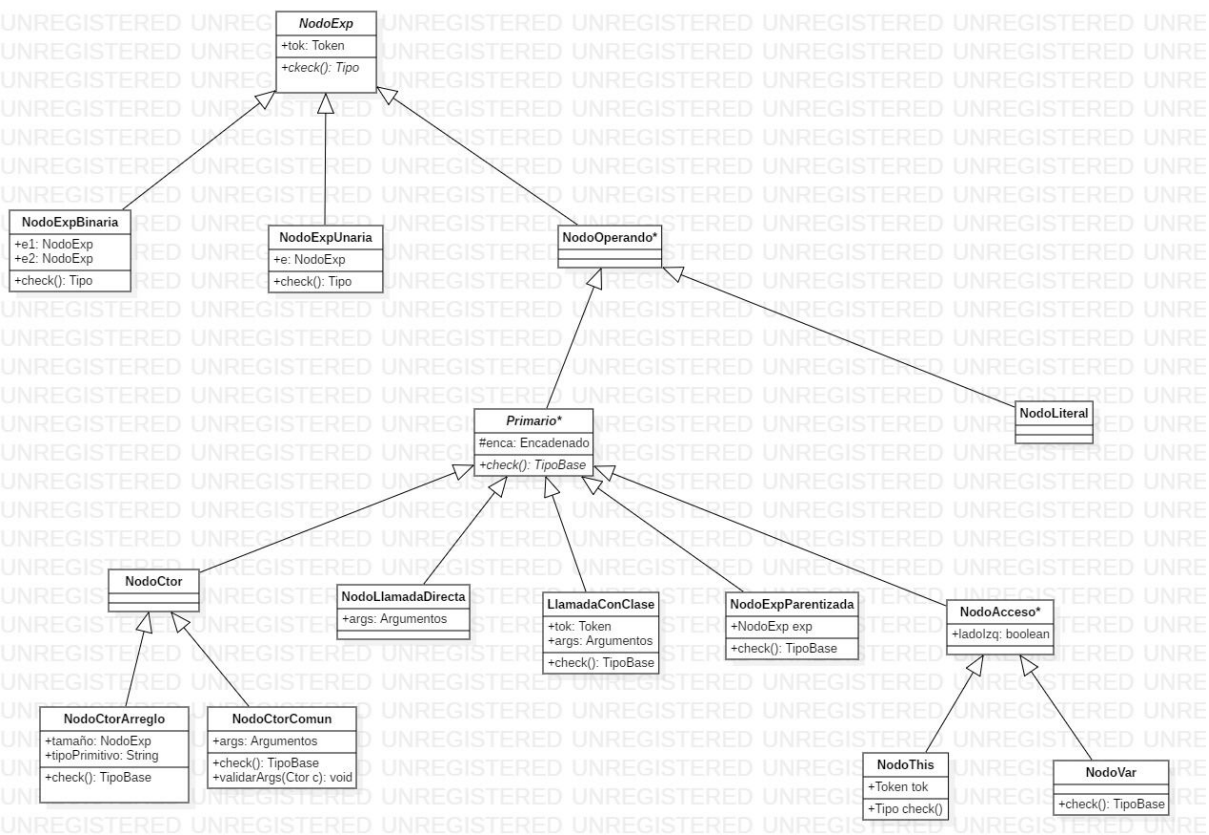 NodoExp
+tok: Token
+ckeck(): Tipo
NodoExpBinaria
+e1: NodoExp
+e2: NodoExp
+check(): Tipo
NodoExpUnaria
+e: NodoExp
+check(): Tipo
NodoOperando*
Primario*
#enca: Encadenado
+check(): TipoBase
NodoLiteral
NodoCtor
NodoLlamadaDirecta
+args: Argumentos
LlamadaConClase
+tok: Token
+args: Argumentos
+check(): TipoBase
NodoExpParentizada
+NodoExp exp
+check(): TipoBase
NodoAcceso*
+ladoIzq: boolean
NodoCtorArreglo
+tamaño: NodoExp
+tipoPrimitivo: String
+check(): TipoBase
NodoCtorComun
+args: Argumentos
+check(): TipoBase
+validarArgs(Ctor c): void
NodoThis
+Token tok
+Tipo check()
NodoVar
+check(): TipoBase
UNREGISTERED